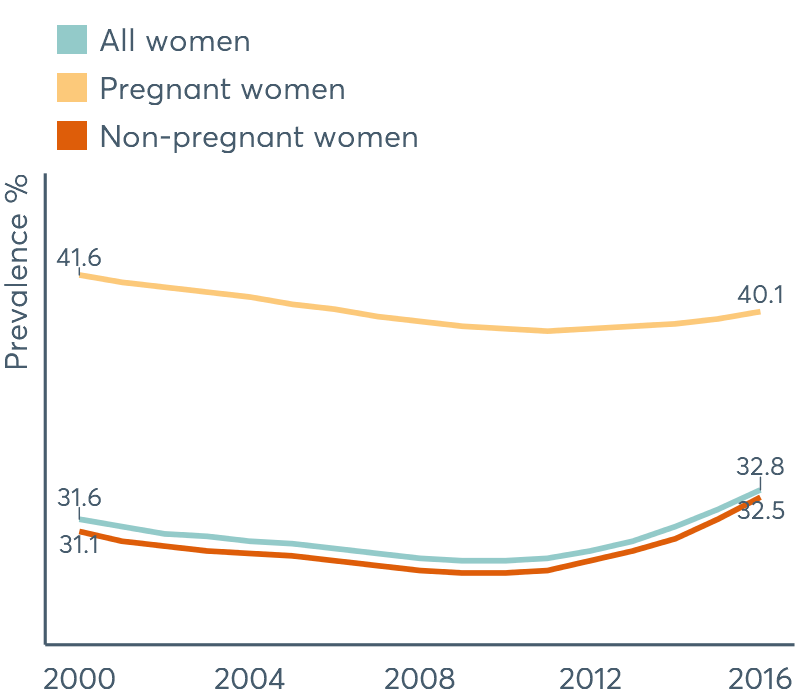 All women
Pregnant women
Non-pregnant women
Prevalence %
41.6
40.1
32.8
31.6
32.5
31.1
2000 2004 2008 2012 2016